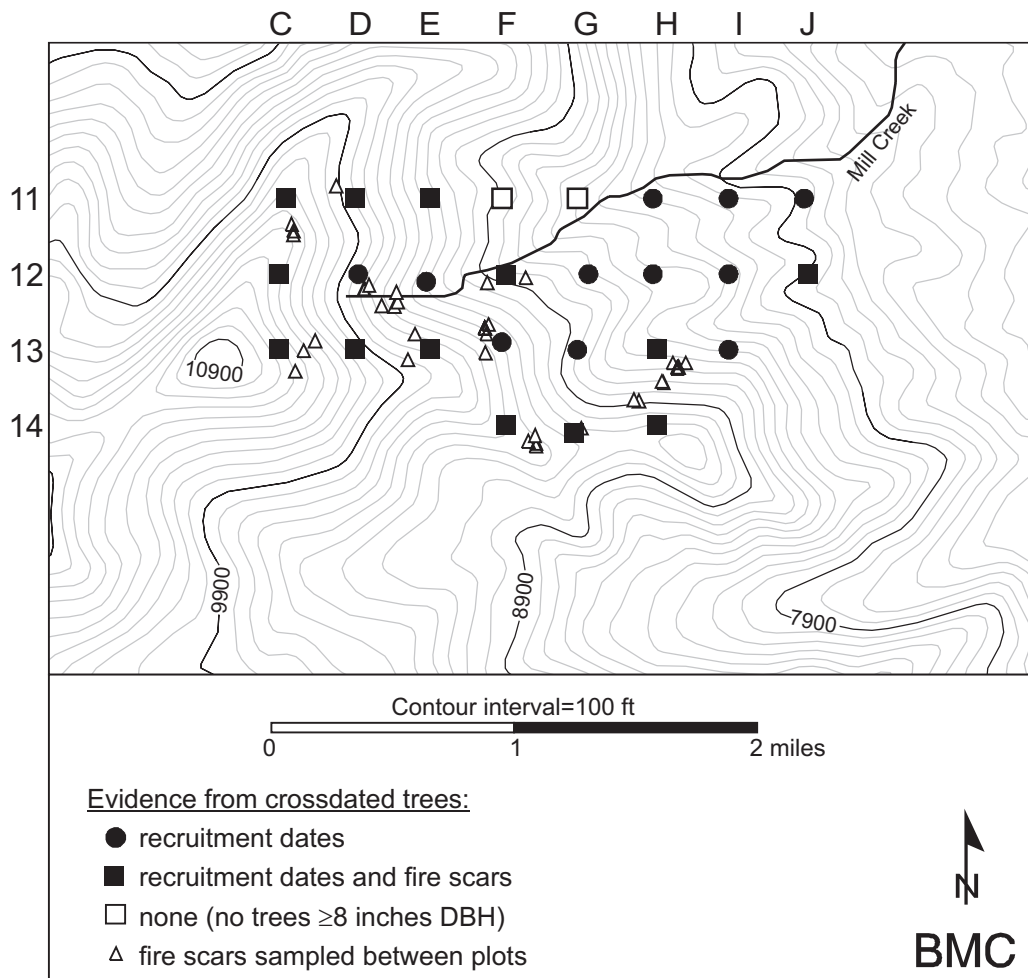 C D E F G H I J
Mill Creek
11
12
13
10900
14
9900
8900
7900
Contour interval=100 ft
0 1 2 miles
Evidence from crossdated trees:
recruitment dates
recruitment dates and fire scars
none (no trees ≥8 inches DBH)
fire scars sampled between plots
N
BMC